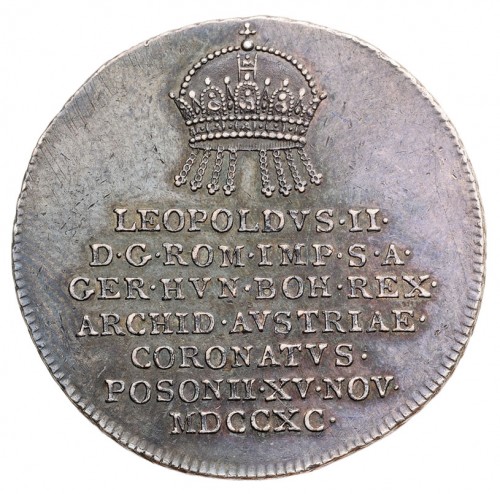 LEOPOLDVS·II·
D·G·ROM·IMP·S·A·
GER·HVN·BOH·REX·
ARCHID·AVSTRIAE·
CORONATVS·
POSONII·XV·NOV·
MDCCXC·